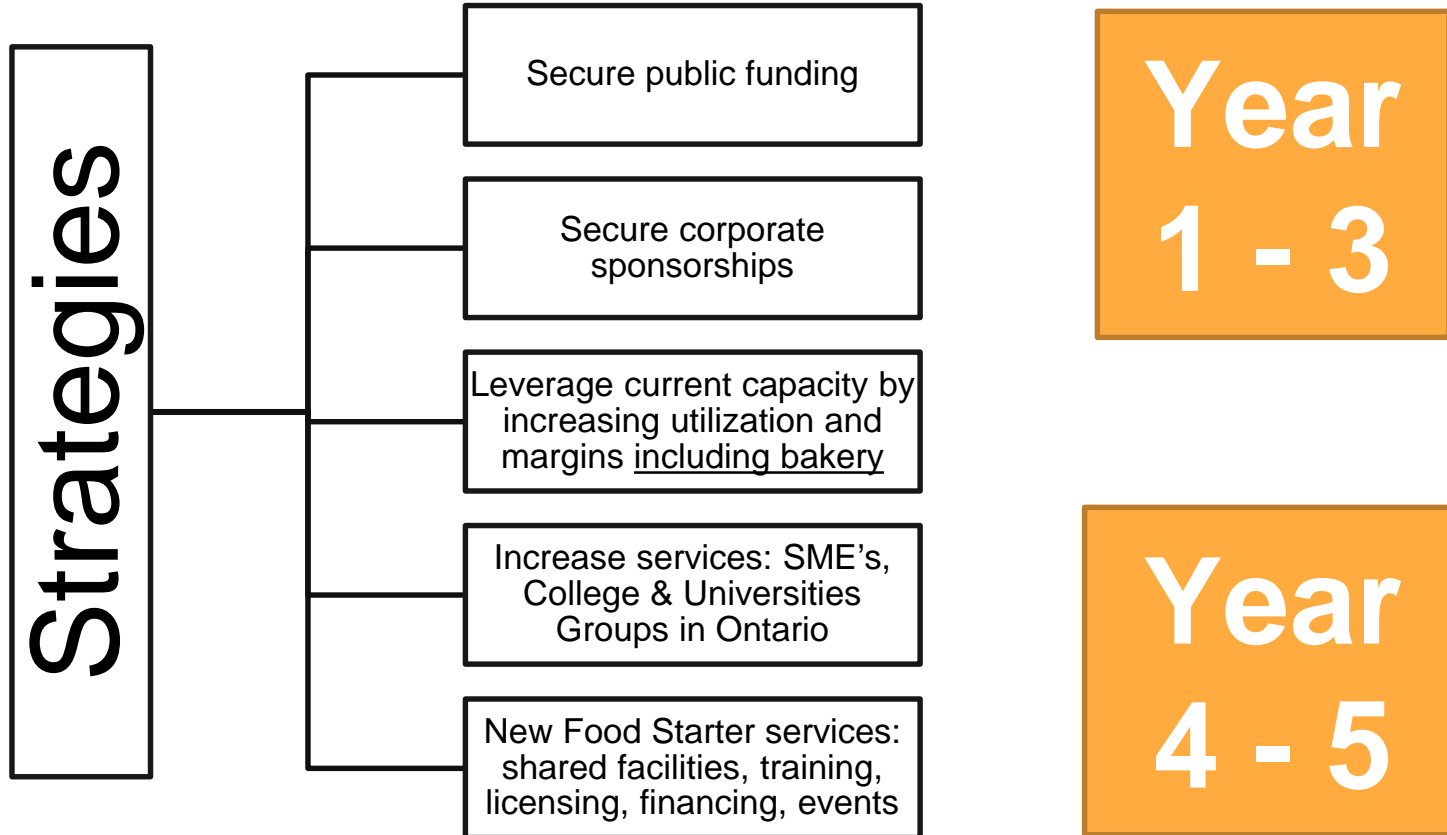 Strategies
Secure public funding
Secure corporate
sponsorships
Leverage current capacity by
increasing utilization and
margins including bakery
Increase services: SME’s,
College & Universities
Groups in Ontario
New Food Starter services:
shared facilities, training,
licensing, financing, events
Year
1 - 3
Year
4 - 5